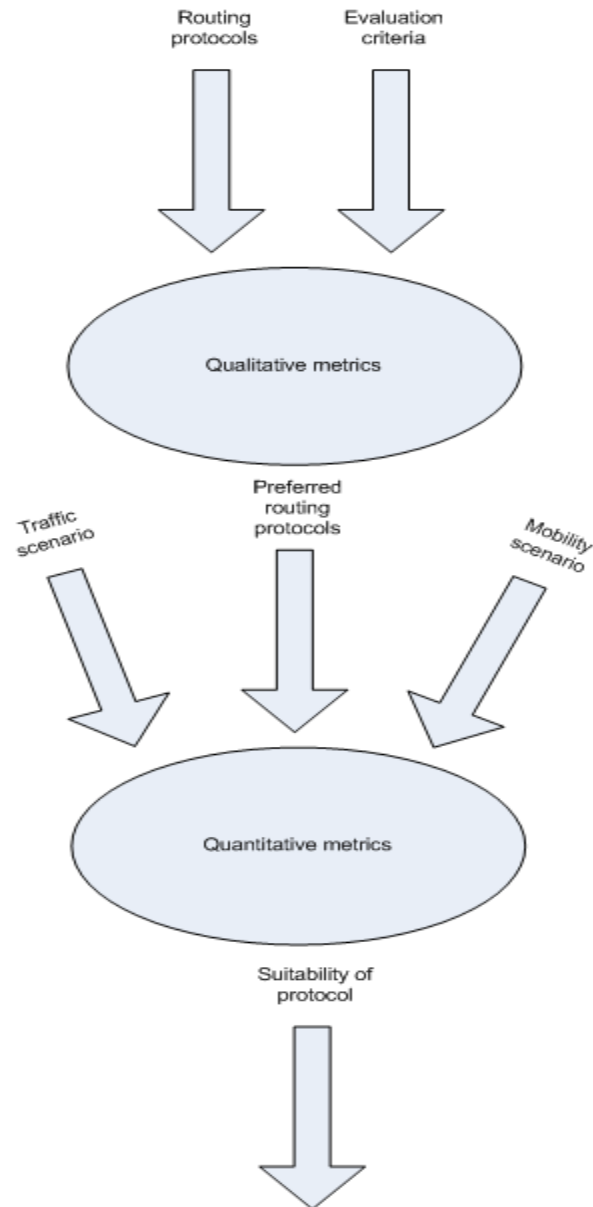 Routing
protocols
Evaluation
criteria
Qualitative metrics
Preferred
routing
protocols
Traffic
scenario
Mobility
scenario
Quantitative metrics
Suitability of
protocol